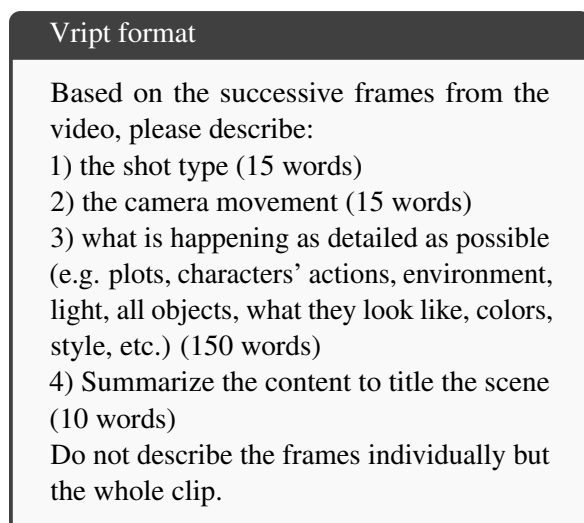 Vript format
Based on the successive frames from the
video, please describe:
1) the shot type (15 words)
2) the camera movement (15 words)
3) what is happening as detailed as possible
(e.g. plots, characters’ actions, environment,
light, all objects, what they look like, colors,
style, etc.) (150 words)
4) Summarize the content to title the scene
(10 words)
Do not describe the frames individually but
the whole clip.